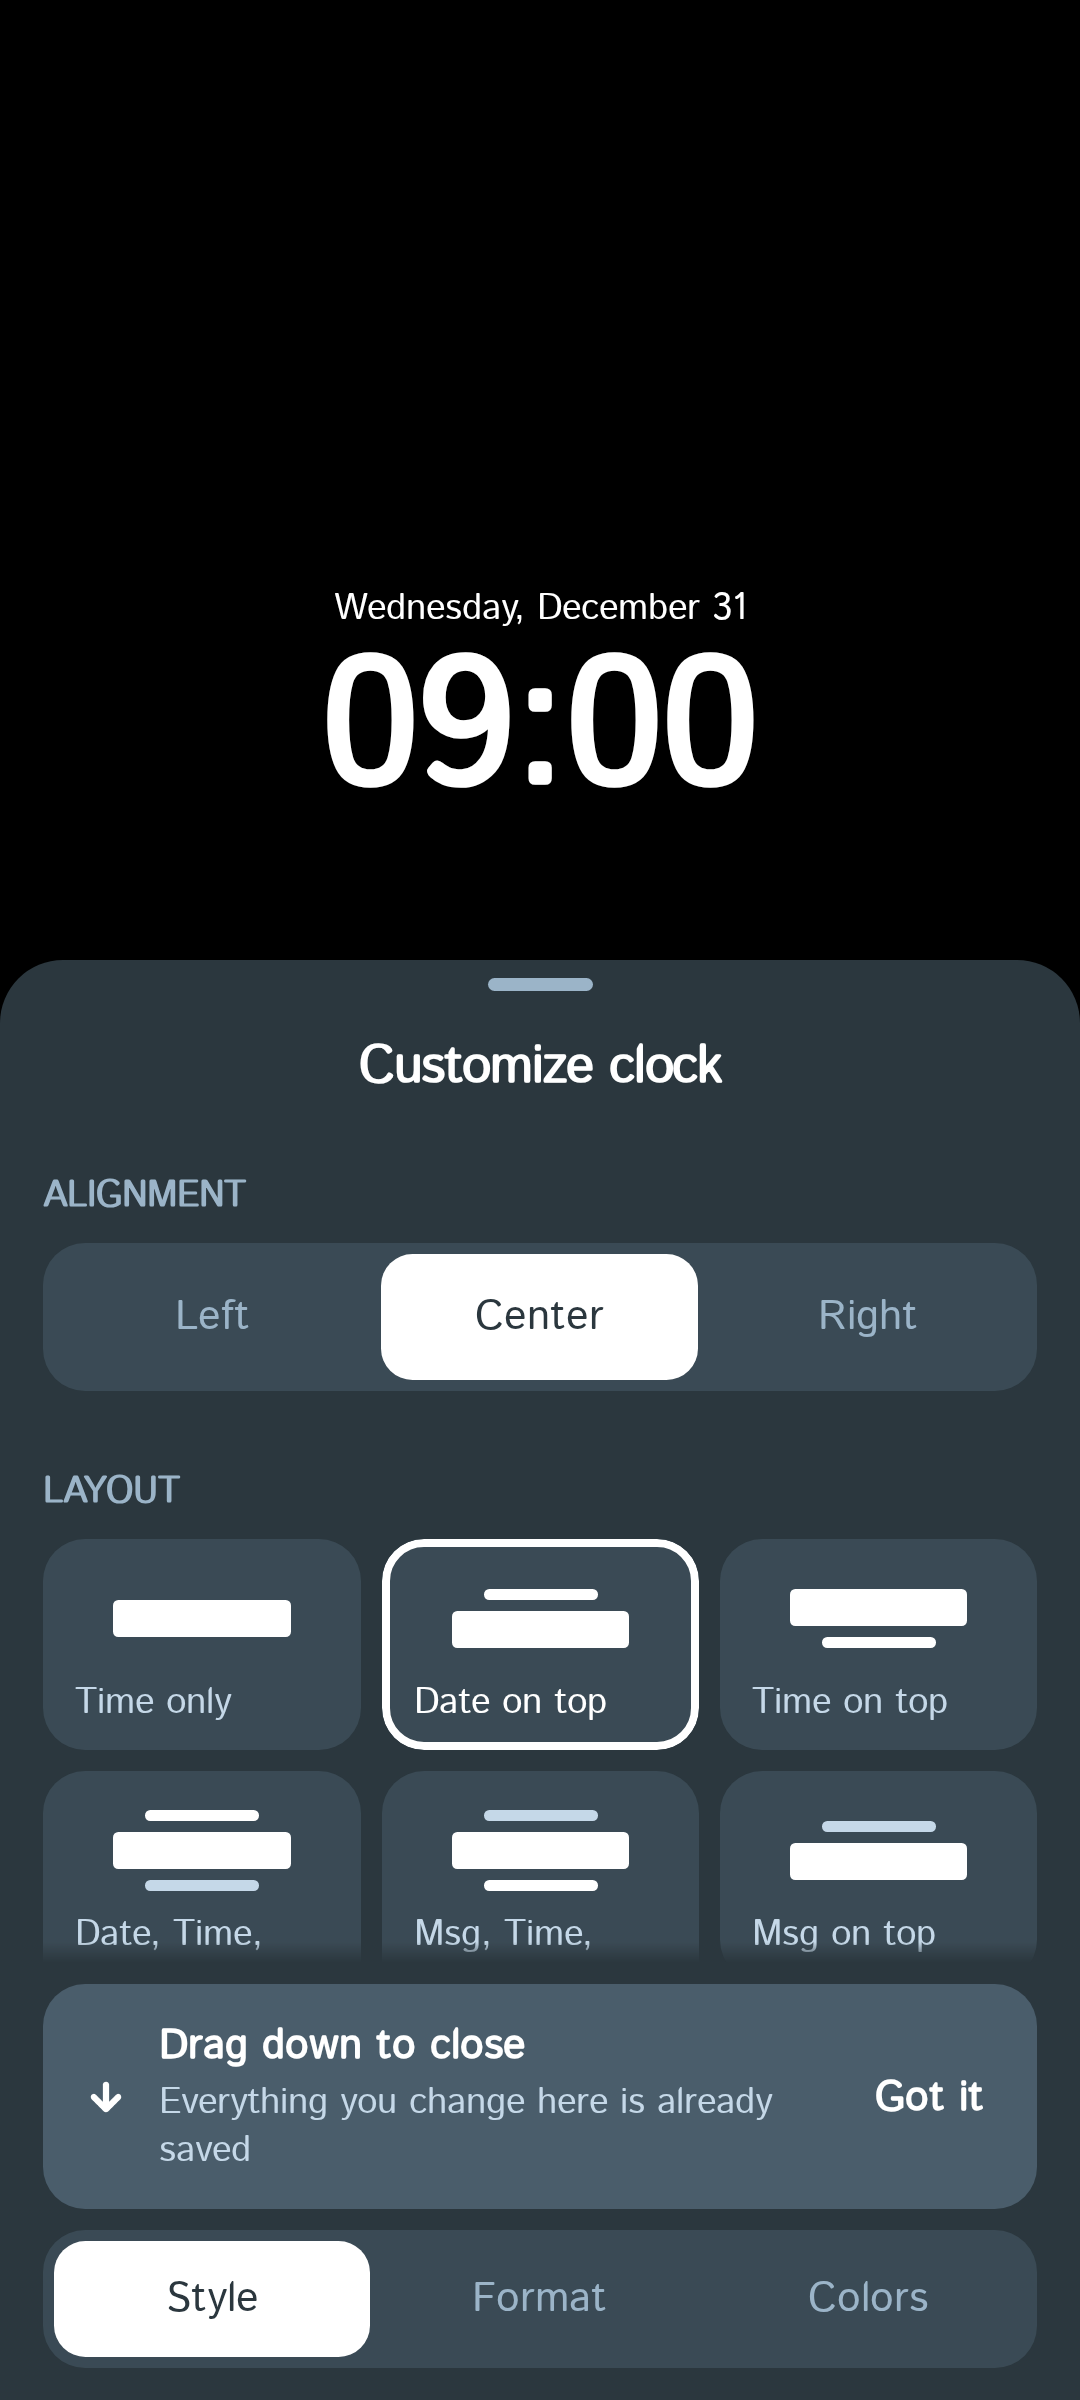 Wednesday, December 31
09:00
Customize clock
ALIGNMENT
Left
Center
Right
LAYOUT
Time only
Date on top
Time on top
Date, Time,
Msg, Time,
Msg on top
Drag down to close
Everything you change here is already
saved
Got it
Style
Format
Colors